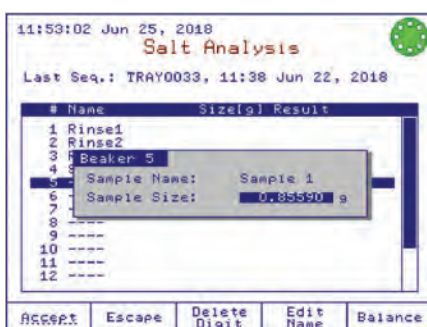 11:53:02 Jun 25, 2018
Salt Analysis
Last Seq.: TRAY0033, 11:38 Jun 22, 2018
# Name Size[g] Result
1 Rinse1
2 Rinse2
3
4
5
6
7
8 ----
9 ----
10 ----
11 ----
12 ----
Beaker 5
Sample Name: Sample 1
Sample Size: 0.85590 g
Accept
Escape
Delete Digit
Edit Name
Balance